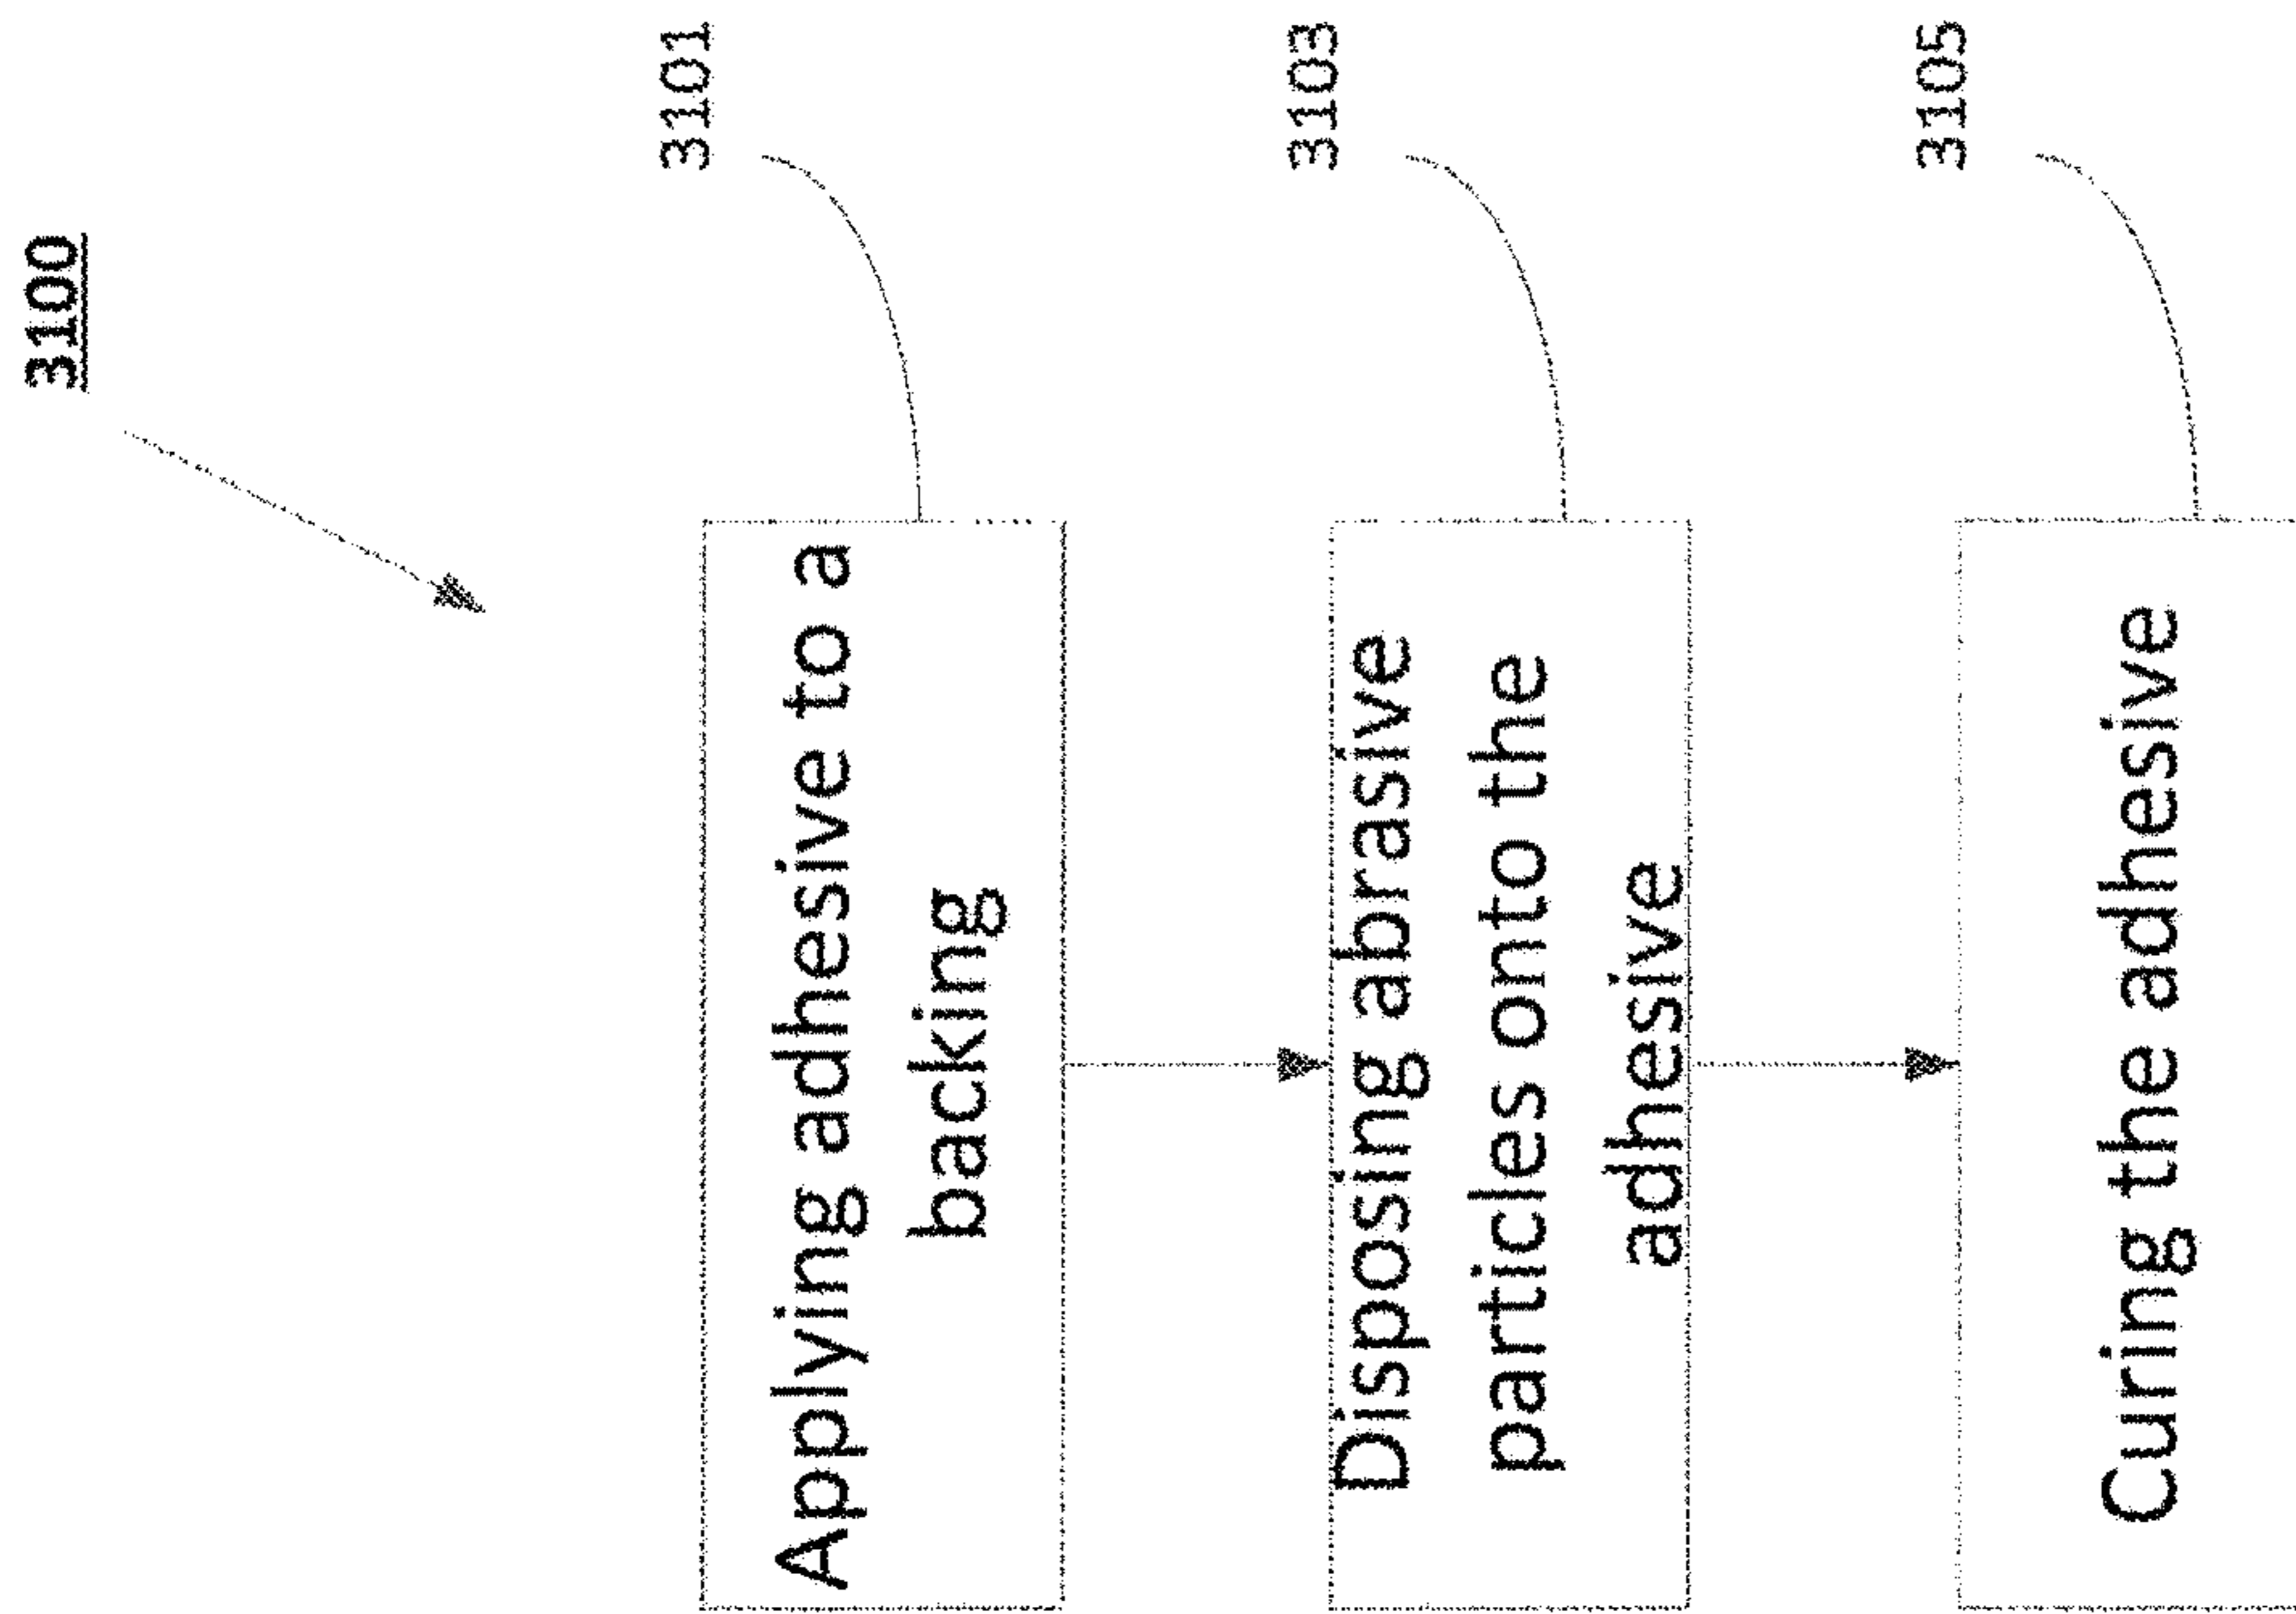 3100
Applying adhesive to a
backing
3101
Disposing abrasive
particles onto the
adhesive
3103
Curing the adhesive
3105